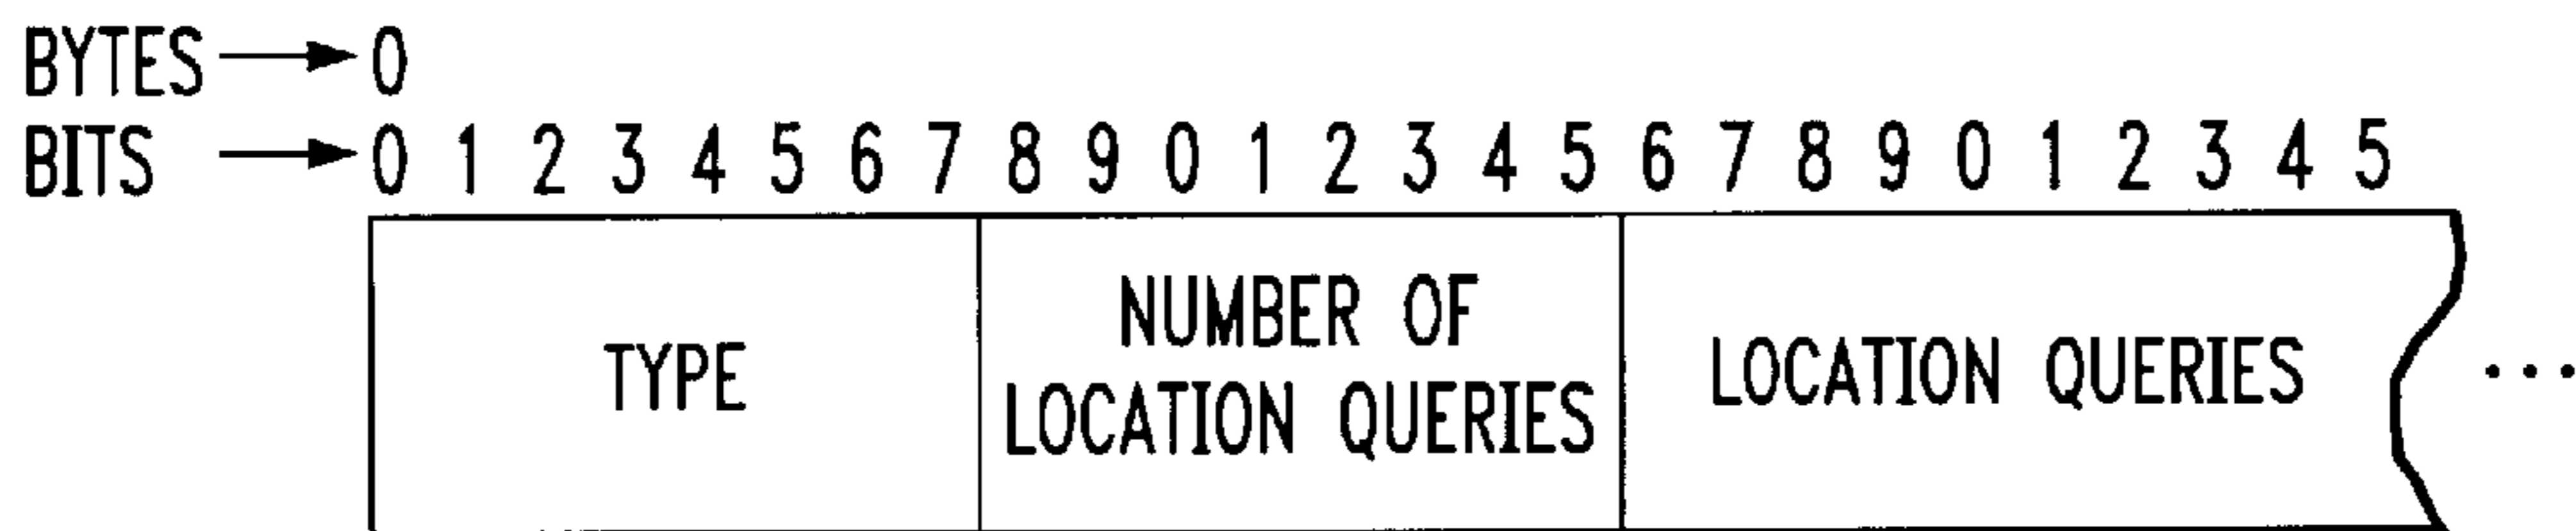 BYTES 0
BITS 0 1 2 3 4 5 6 7 8 9 0 1 2 3 4 5 6 7 8 9 0 1 2 3 4 5
TYPE
NUMBER OF
LOCATION QUERIES
LOCATION QUERIES
...